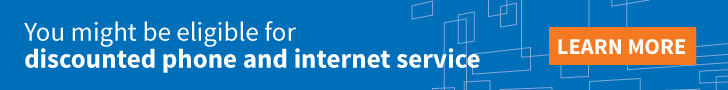 You might be eligible for
discounted phone and internet service
LEARN MORE